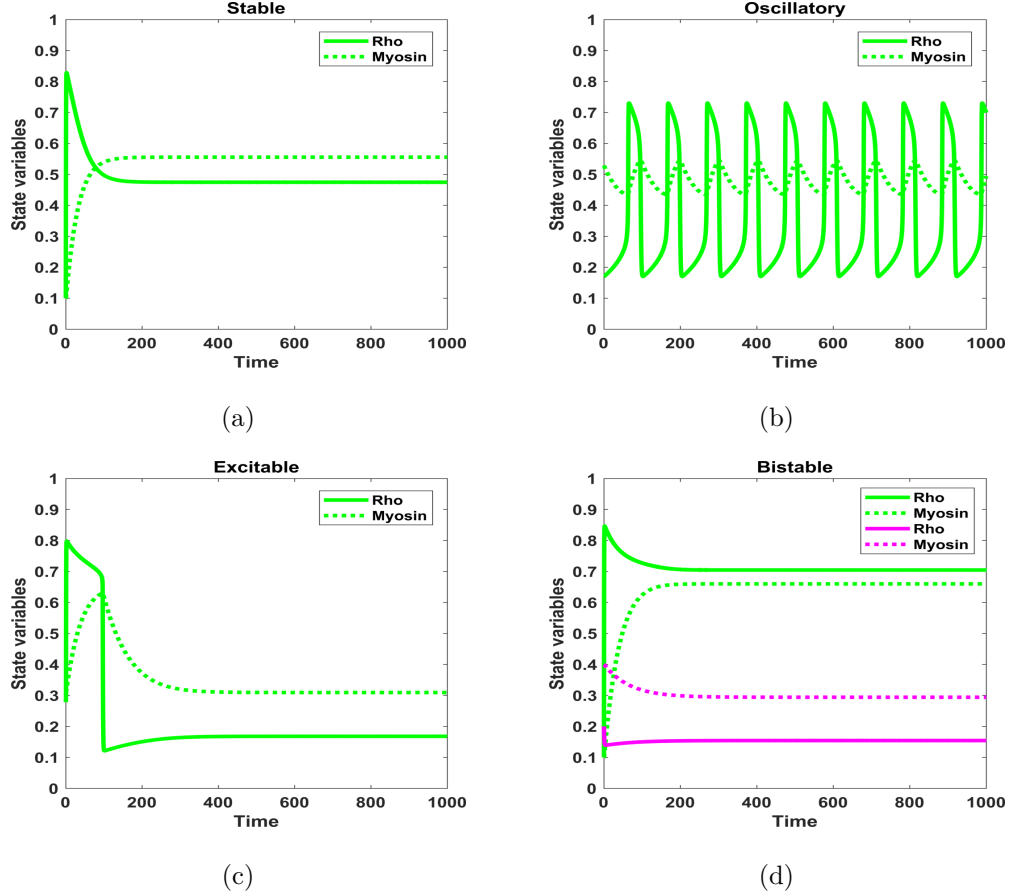 Stable
1
0.9
0.8
0.7
0.6
0.5
0.4
0.3
0.2
0.1
0
State variables
Rho
Myosin
0 200 400 600 800 1000
Time
(a)
Oscillatory
1
0.9
0.8
0.7
0.6
0.5
0.4
0.3
0.2
0.1
0
State variables
Rho
Myosin
0 200 400 600 800 1000
Time
(b)
Excitable
1
0.9
0.8
0.7
0.6
0.5
0.4
0.3
0.2
0.1
0
State variables
Rho
Myosin
0 200 400 600 800 1000
Time
(c)
Bistable
1
0.9
0.8
0.7
0.6
0.5
0.4
0.3
0.2
0.1
0
State variables
Rho
Myosin
Rho
Myosin
0 200 400 600 800 1000
Time
(d)